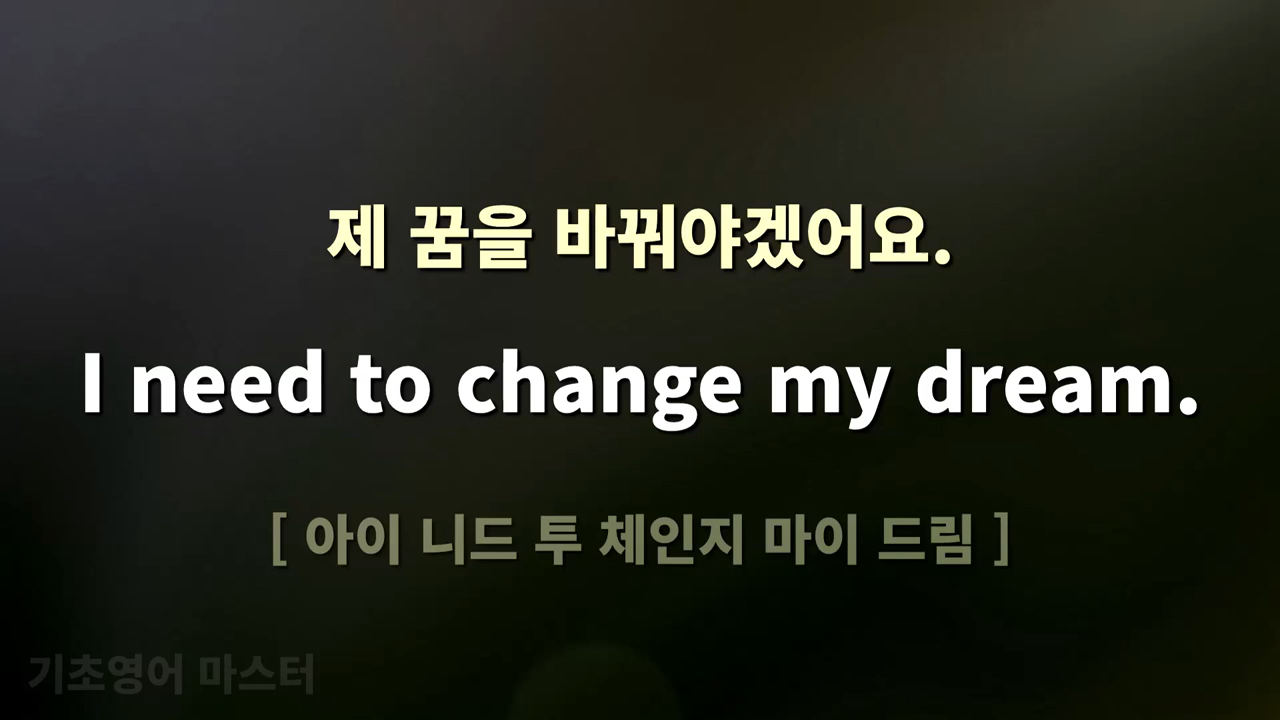 제 꿈을 바꿔야겠어요.
I need to change my dream.
[ 아이 니드 투 체인지 마이 드림 ]
기초영어 마스터